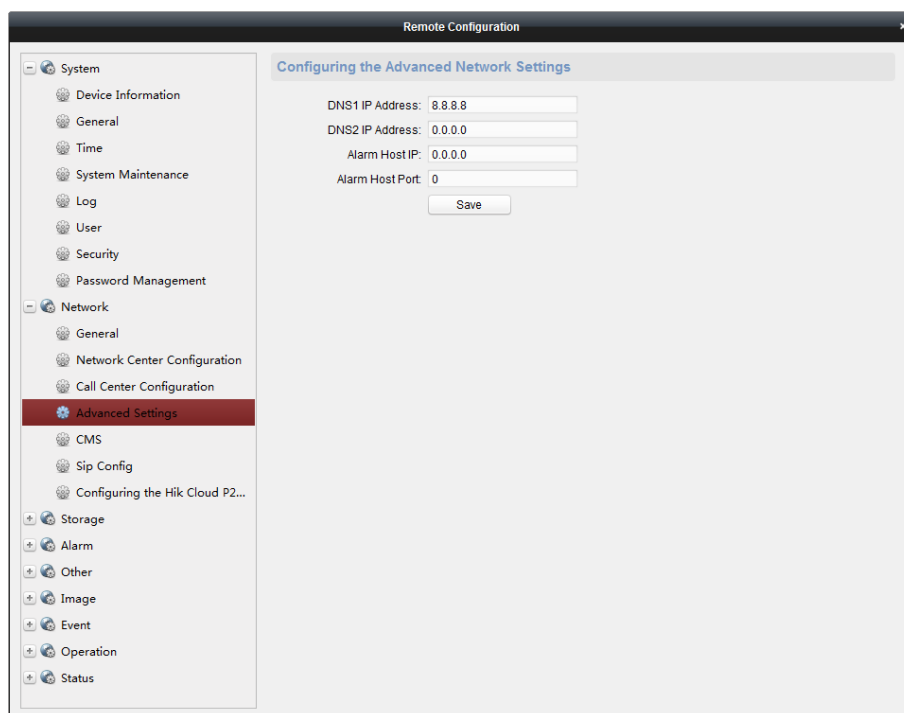 Remote Configuration
System
Device Information
General
Time
System Maintenance
Log
User
Security
Password Management
Network
General
Network Center Configuration
Call Center Configuration
Advanced Settings
CMS
Sip Config
Configuring the Hik Cloud P2...
Storage
Alarm
Other
Image
Event
Operation
Status
Configuring the Advanced Network Settings
DNS1 IP Address: 8.8.8.8
DNS2 IP Address: 0.0.0.0
Alarm Host IP: 0.0.0.0
Alarm Host Port: 0
Save